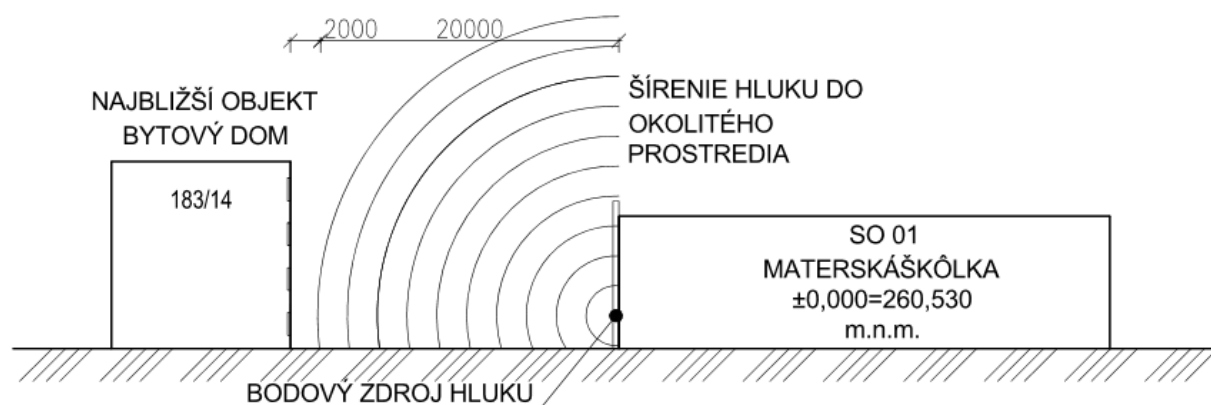 2000 20000
NAJBLIŽŠÍ OBJEKT
BYTOVÝ DOM
183/14
ŠÍRENIE HLUKU DO
OKOLITÉHO
PROSTREDIA
SO 01
MATERSKÁŠKÔLKA
±0,000=260,530
m.n.m.
BODOVÝ ZDROJ HLUKU